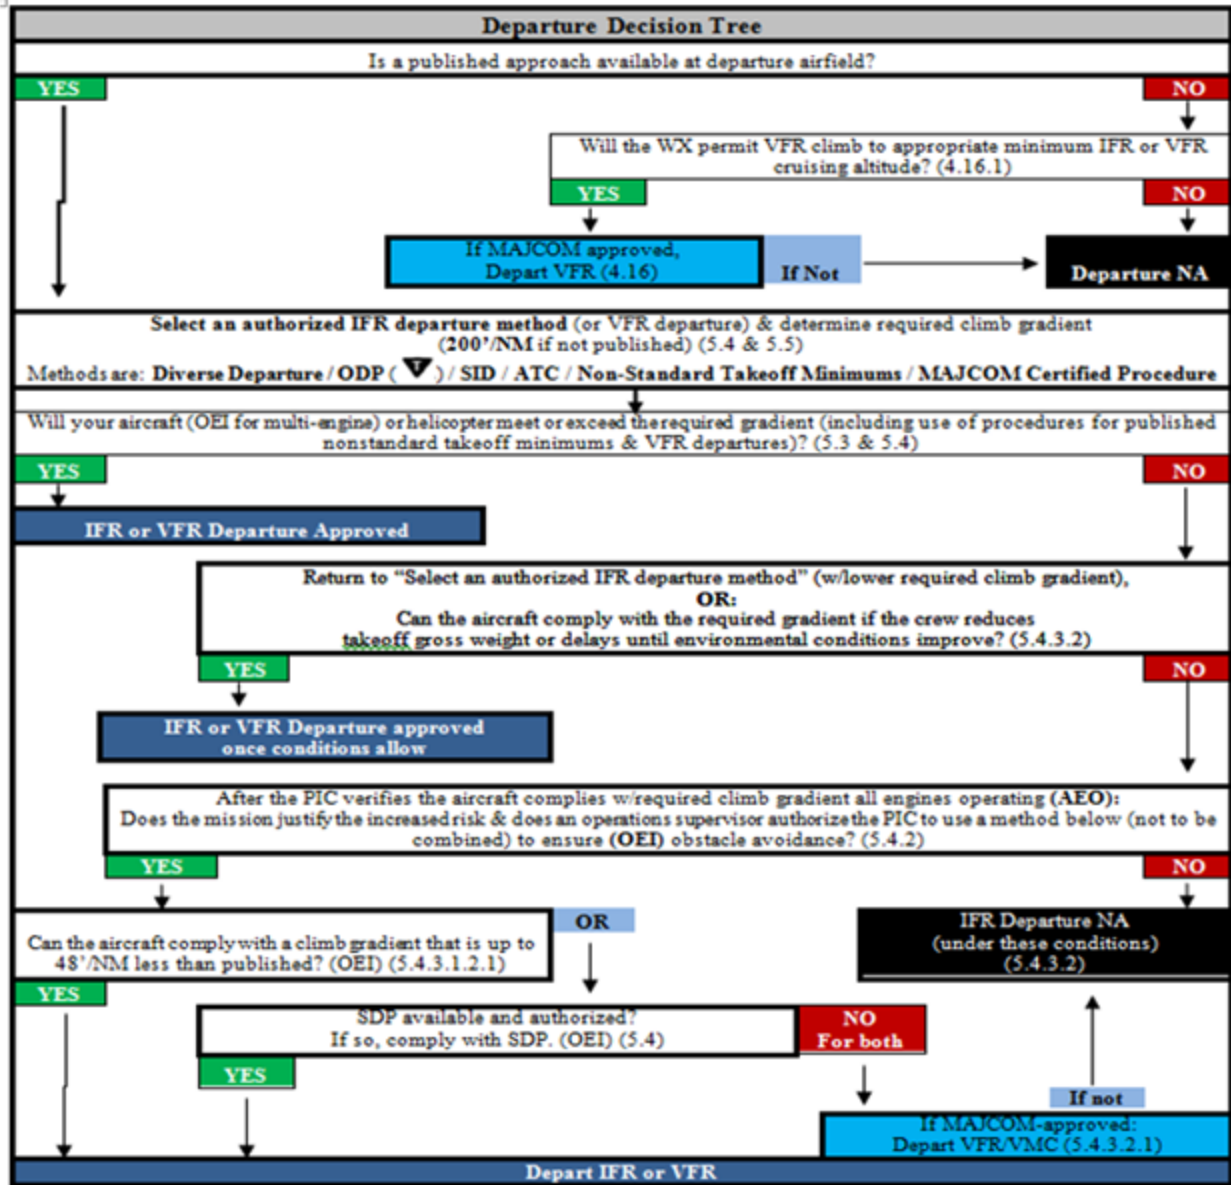 Departure Decision Tree
Is a published approach available at departure airfield?
YES
NO
Will the WX permit VFR climb to appropriate minimum IFR or VFR
cruising altitude? (4.16.1)
YES
NO
If MAJCOM approved,
Depart VFR (4.16)
If Not
Departure NA
Select an authorized IFR departure method (or VFR departure) & determine required climb gradient
(200'/NM if not published) (5.4 & 5.5)
Methods are: Diverse Departure / ODP ( T ) / SID / ATC / Non-Standard Takeoff Minimums / MAJCOM Certified Procedure
Will your aircraft (OEI for multi-engine) or helicopter meet or exceed the required gradient (including use of procedures for published
nonstandard takeoff minimums & VFR departures)? (5.3 & 5.4)
YES
NO
IFR or VFR Departure Approved
Return to “Select an authorized IFR departure method” (w/lower required climb gradient),
OR:
Can the aircraft comply with the required gradient if the crew reduces
takeoff gross weight or delays until environmental conditions improve? (5.4.3.2)
YES
NO
IFR or VFR Departure approved
once conditions allow
After the PIC verifies the aircraft complies w/required climb gradient all engines operating (AEO):
Does the mission justify the increased risk & does an operations supervisor authorize the PIC to use a method below (not to be
combined) to ensure (OEI) obstacle avoidance? (5.4.2)
YES
NO
OR
IFR Departure NA
(under these conditions)
(5.4.3.2)
Can the aircraft comply with a climb gradient that is up to
48'/NM less than published? (OEI) (5.4.3.1.2.1)
YES
SDP available and authorized?
If so, comply with SDP. (OEI) (5.4)
NO
For both
YES
If not
If MAJCOM-approved:
Depart VFR/VMC (5.4.3.2.1)
Depart IFR or VFR